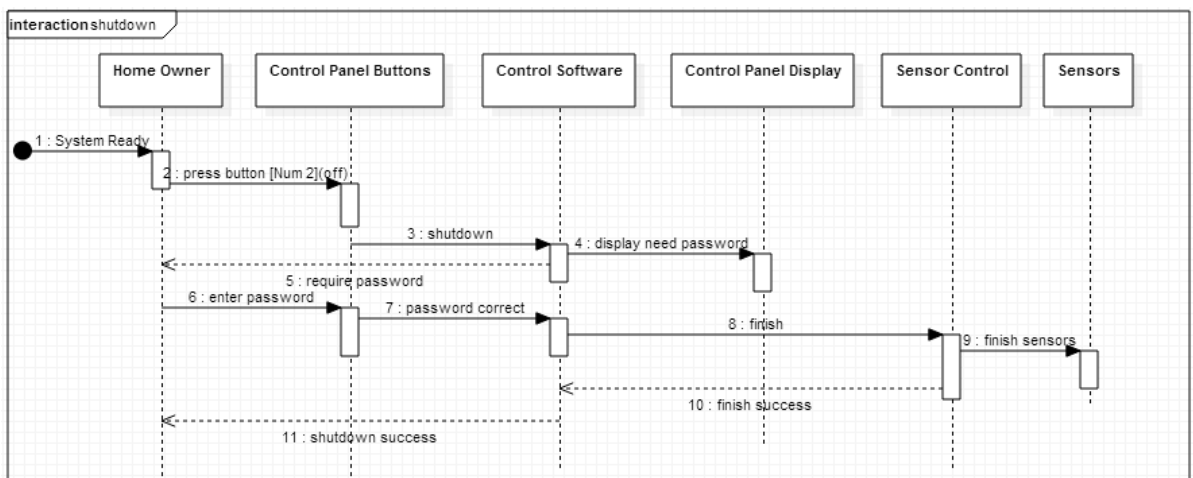 interaction shutdown
Home Owner
Control Panel Buttons
Control Software
Control Panel Display
Sensor Control
Sensors
1 : System Ready
2 : press button [Num 2](off)
3 : shutdown
4 : display need password
5 : require password
6 : enter password
7 : password correct
8 : finish
9 : finish sensors
10 : finish success
11 : shutdown success